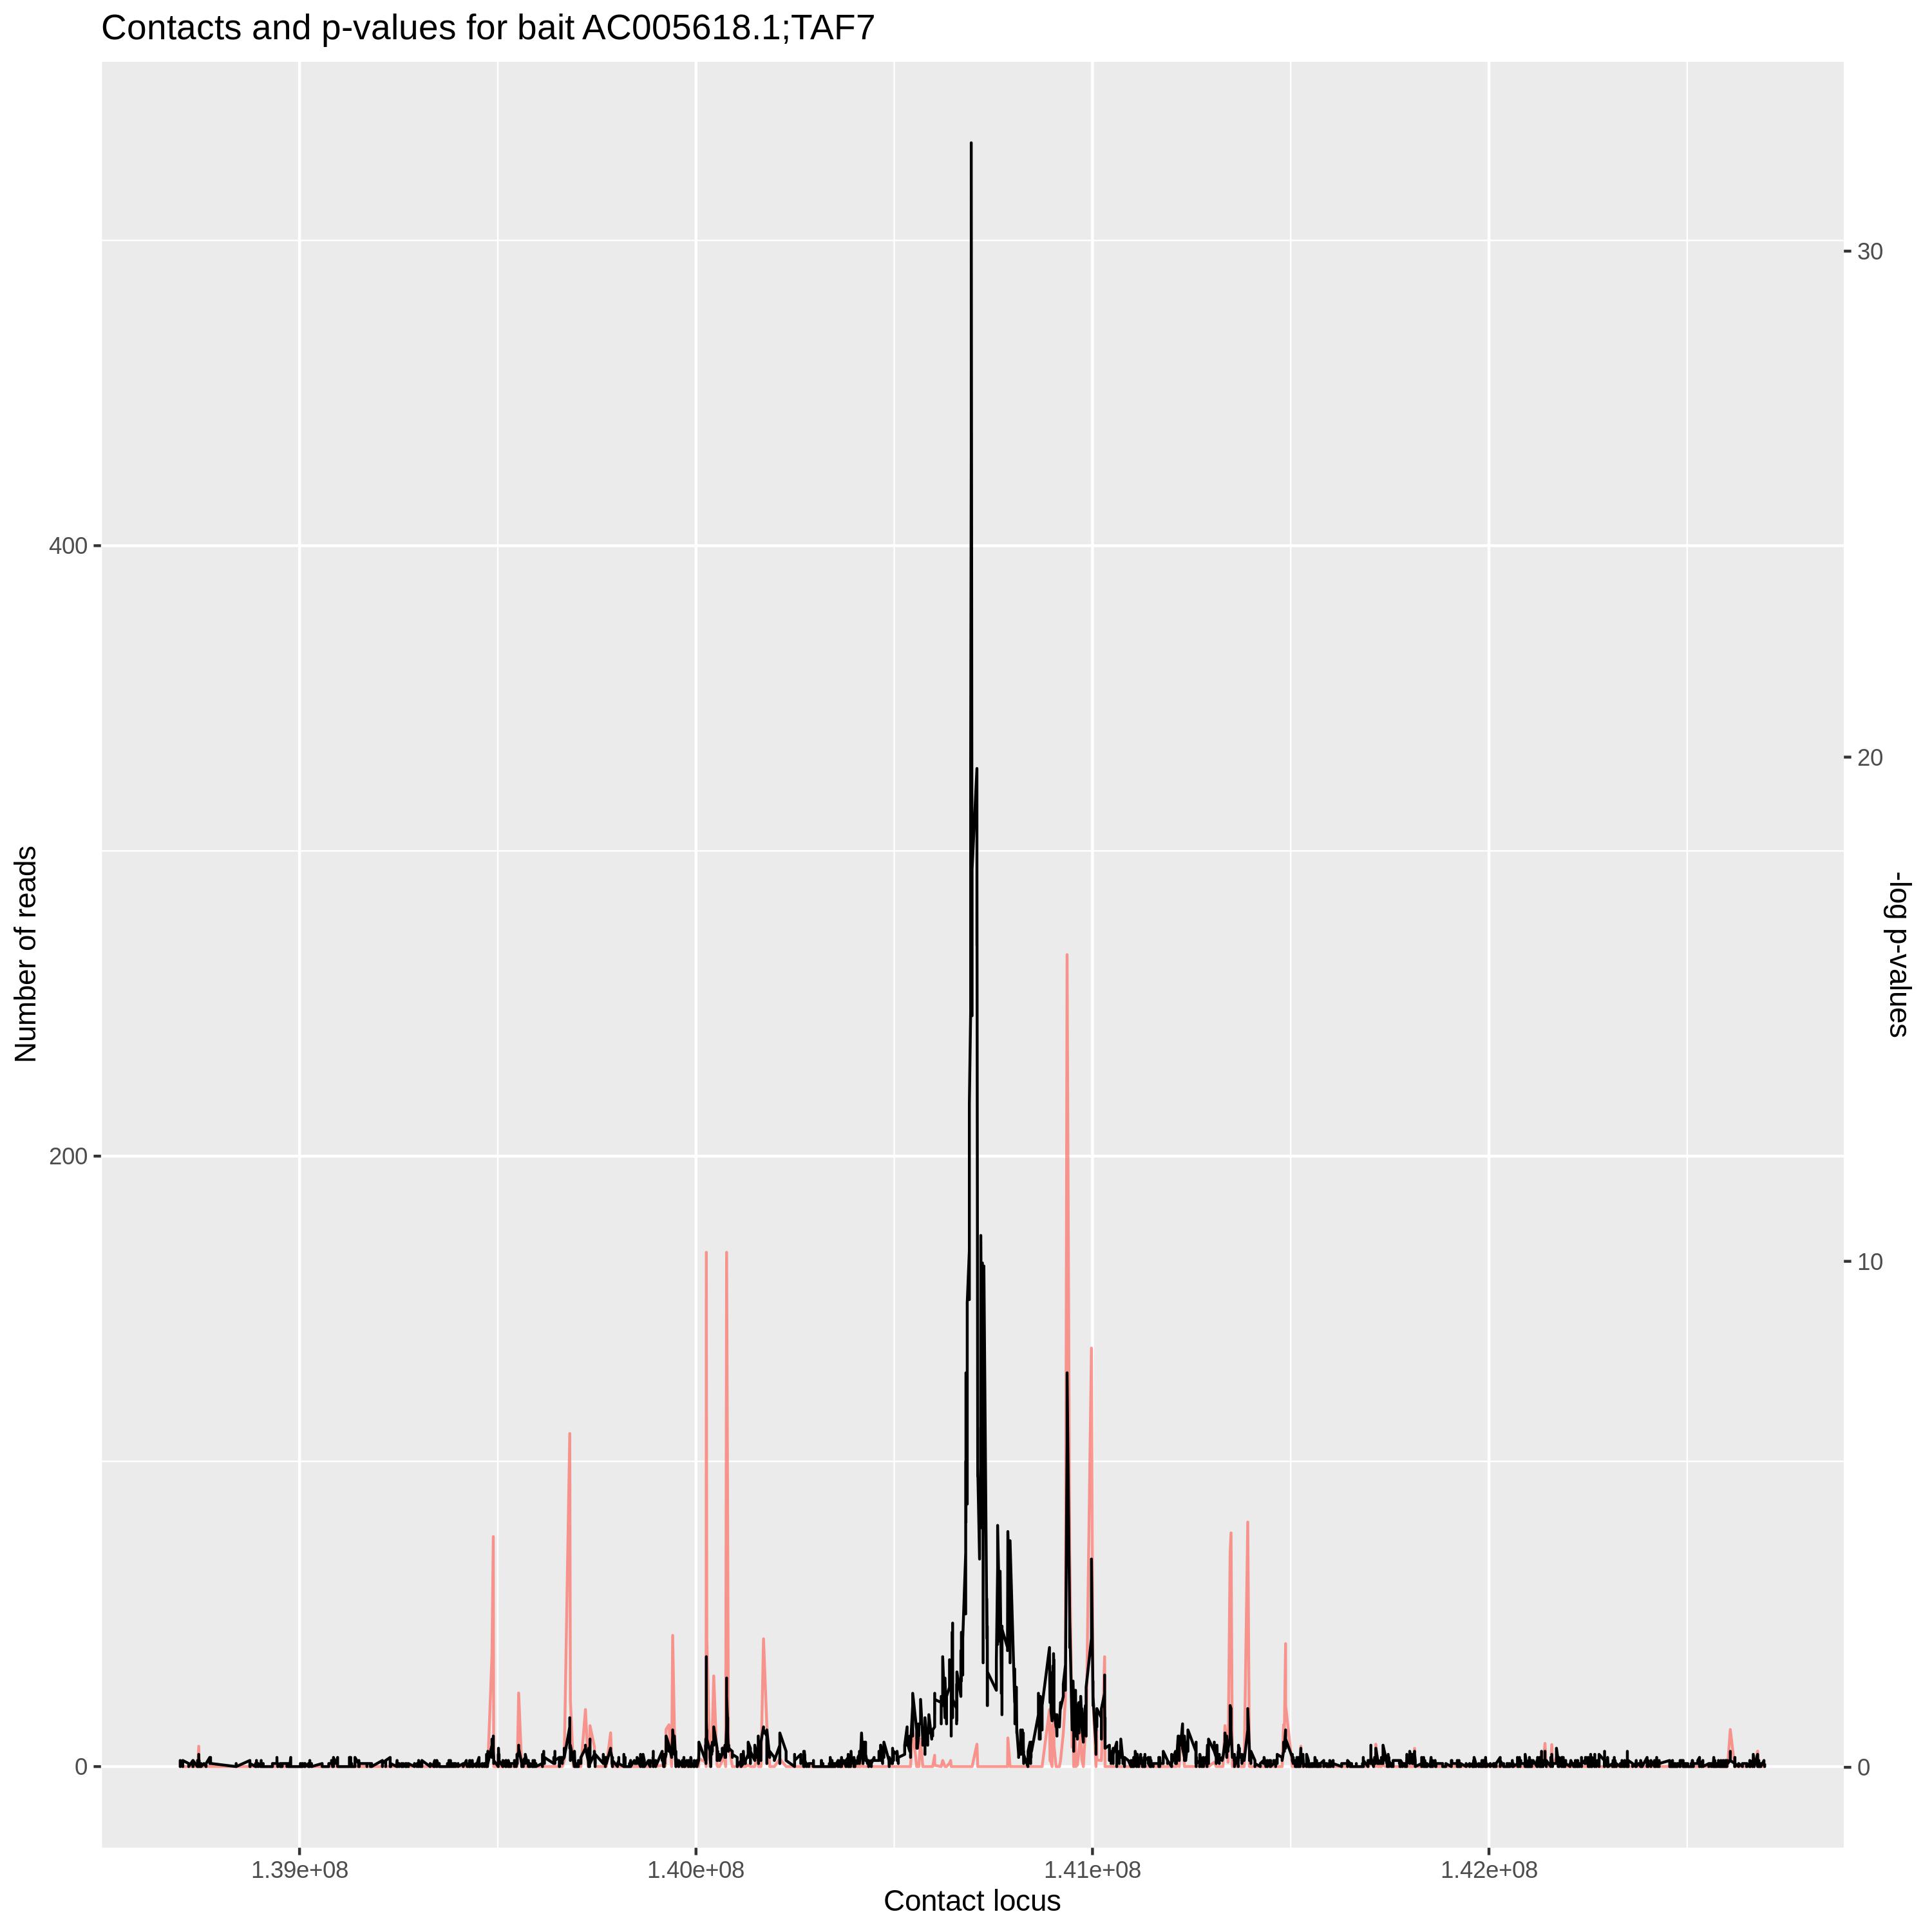 Contacts and p-values for bait AC005618.1;TAF7
30
400
20
Number of reads
-log p-values
200
10
0
0
1.39e+08
1.40e+08
1.41e+08
1.42e+08
Contact locus